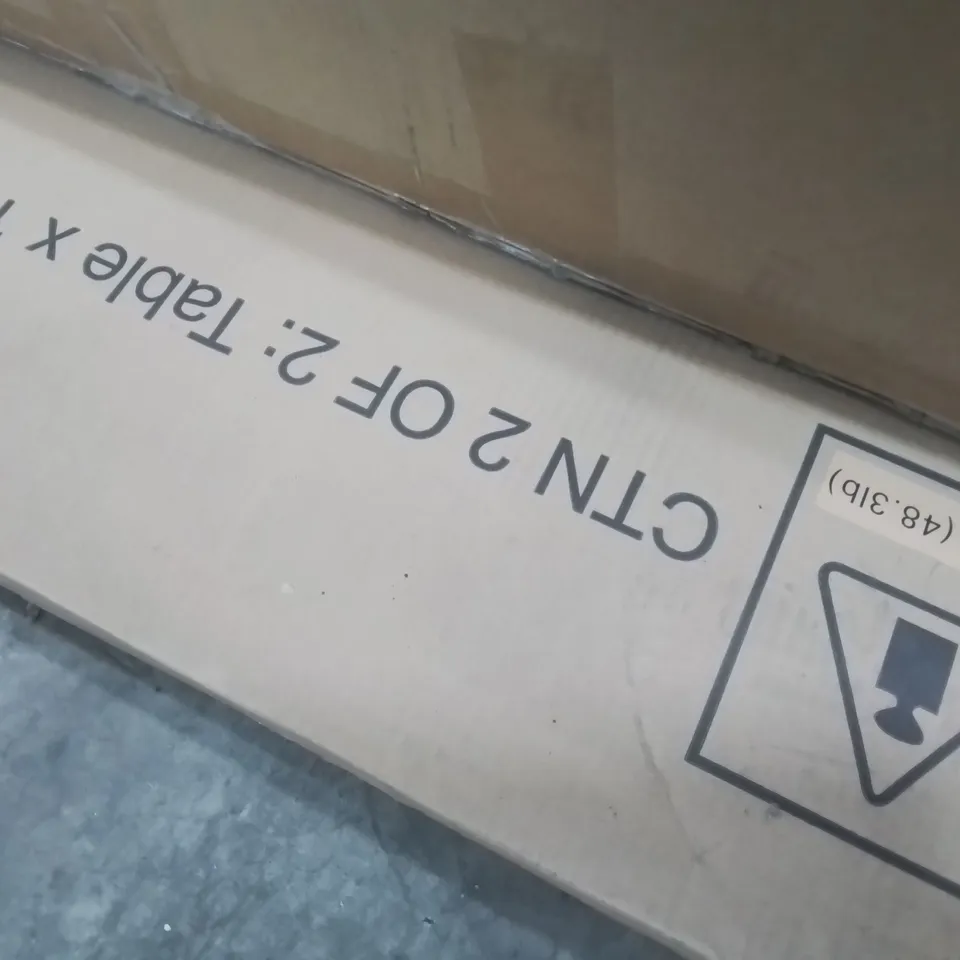 CTN 2 OF 2: Table x
(48.3lb)